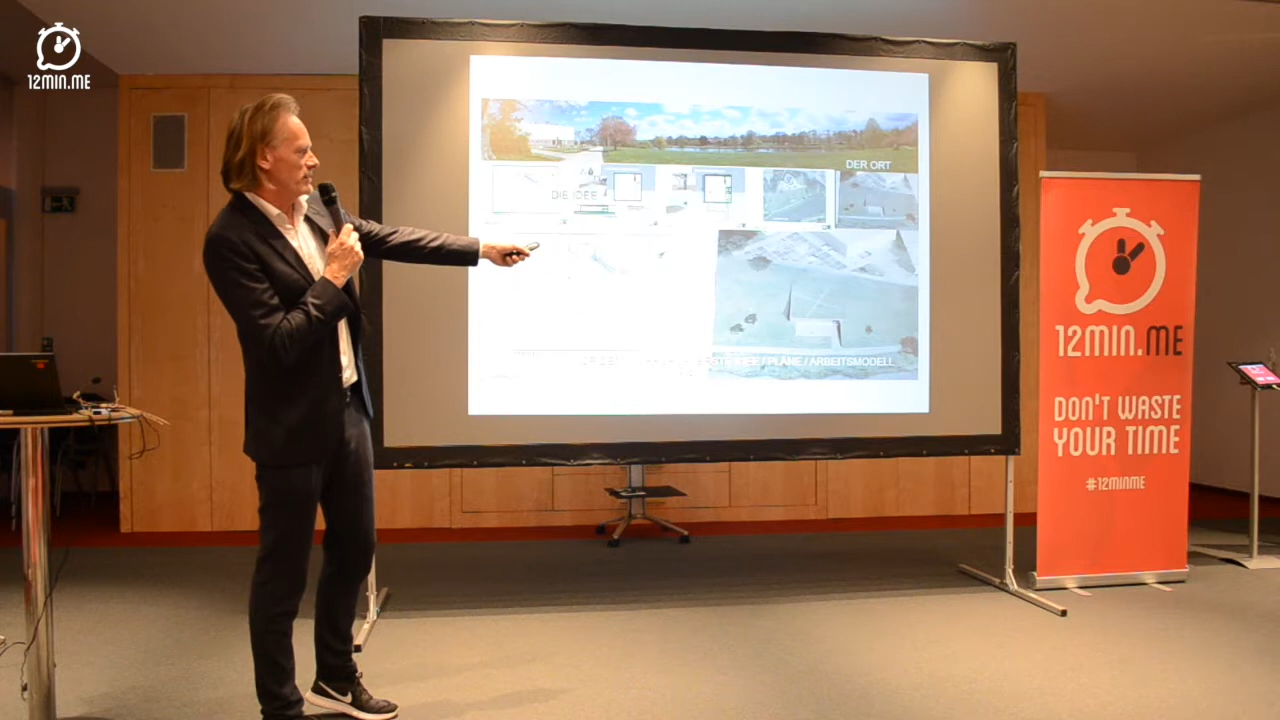 12MIN.ME
DER ORT
DIE IDEE
/ PLÄNE / ARBEITSMODELL
12MIN.ME
DON'T WASTE
YOUR TIME
#12MINME